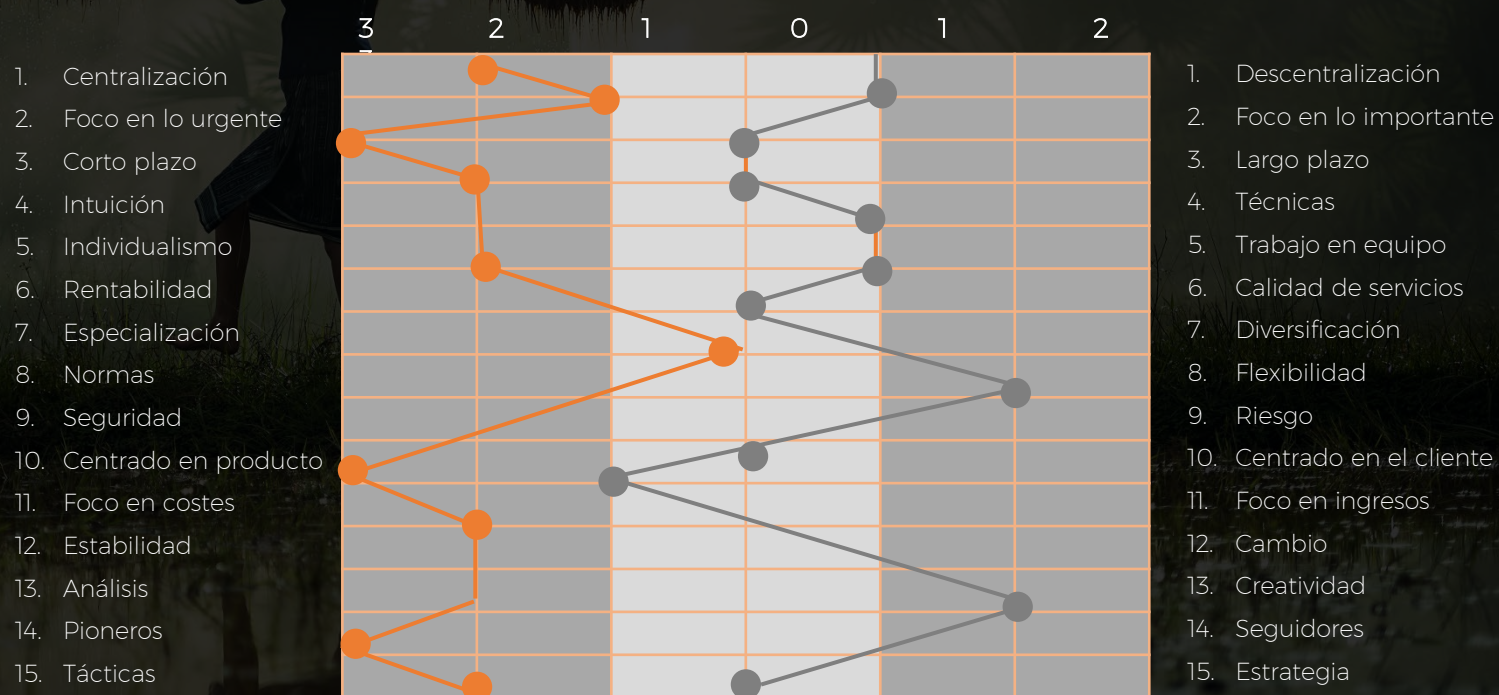 3 2 1 0 1 2
1. Centralización
2. Foco en lo urgente
3. Corto plazo
4. Intuición
5. Individualismo
6. Rentabilidad
7. Especialización
8. Normas
9. Seguridad
10. Centrado en producto
11. Foco en costes
12. Estabilidad
13. Análisis
14. Pioneros
15. Tácticas
1. Descentralización
2. Foco en lo importante
3. Largo plazo
4. Técnicas
5. Trabajo en equipo
6. Calidad de servicios
7. Diversificación
8. Flexibilidad
9. Riesgo
10. Centrado en el cliente
11. Foco en ingresos
12. Cambio
13. Creatividad
14. Seguidores
15. Estrategia